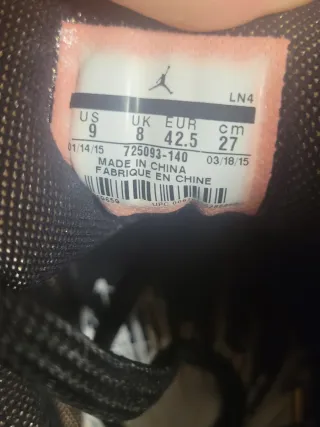 LN4
US UK EUR cm
9 8 42.5 27
01/14/15 725093-140 03/18/15
MADE IN CHINA
FABRIQUE EN CHINE